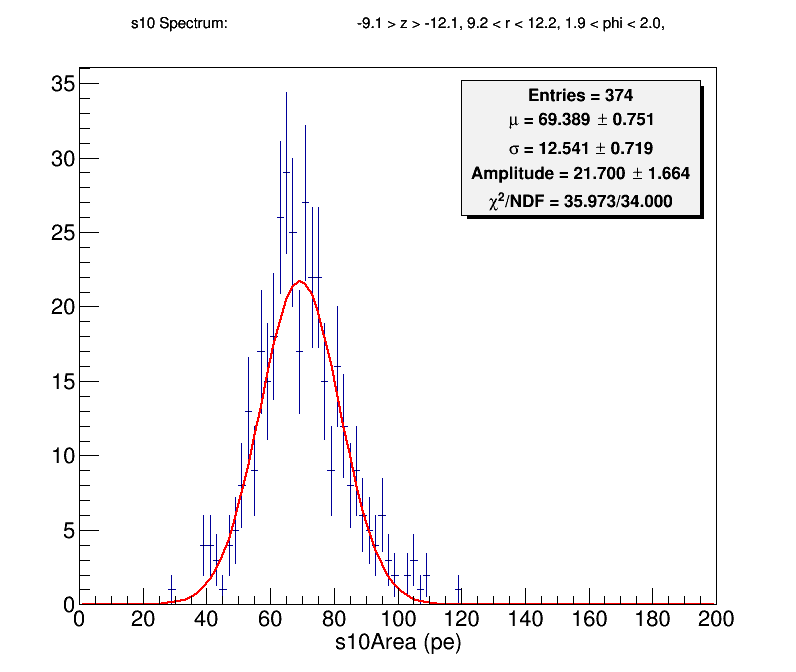 s10 Spectrum: -9.1 > z > -12.1, 9.2 < r < 12.2, 1.9 < phi < 2.0,
Entries = 374
μ = 69.389 ± 0.751
σ = 12.541 ± 0.719
Amplitude = 21.700 ± 1.664
χ²/NDF = 35.973/34.000
35
30
25
20
15
10
5
0
0 20 40 60 80 100 120 140 160 180 200
s10Area (pe)